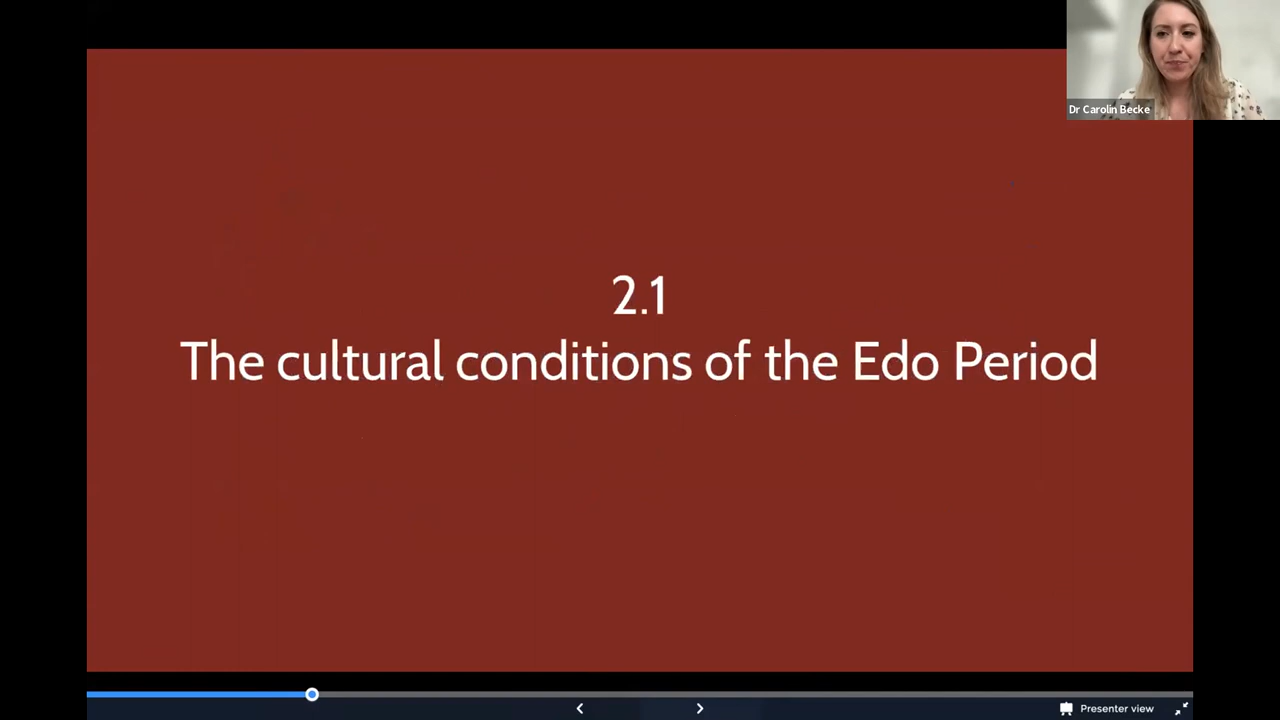 Dr Carolin Becke
2.1
The cultural conditions of the Edo Period
Presenter view